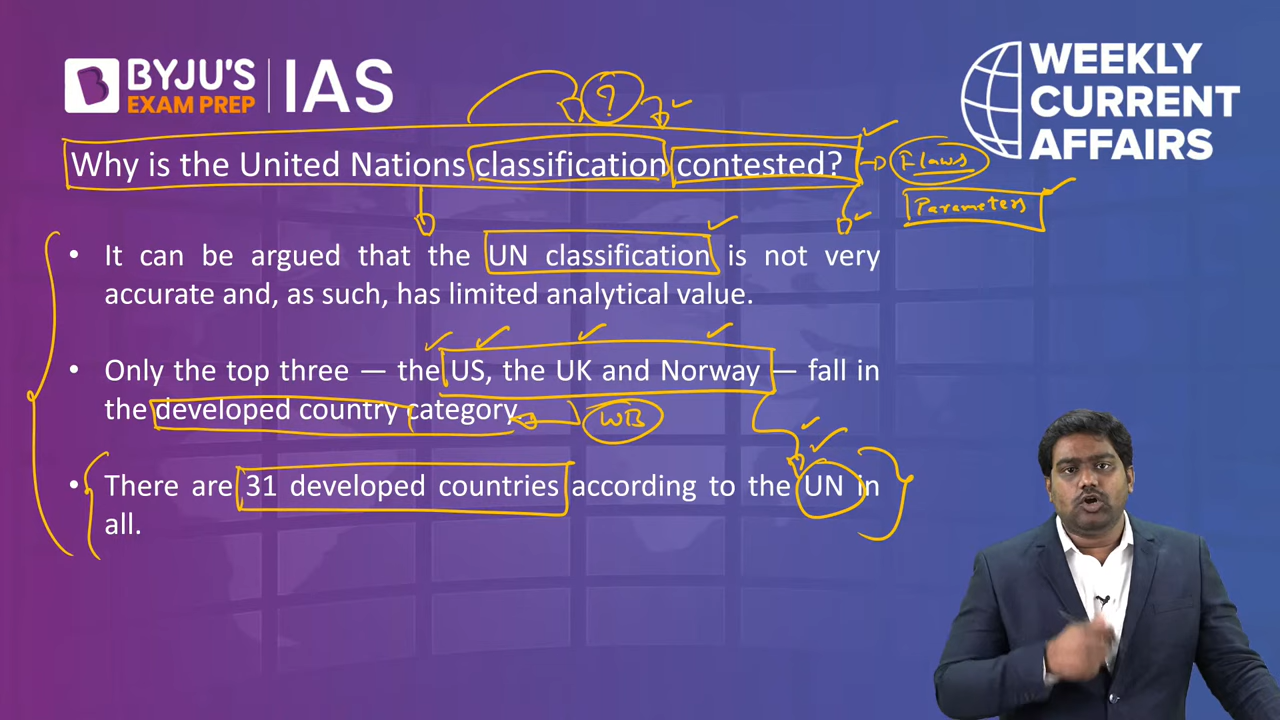 BYJU'S
EXAM PREP
IAS
WEEKLY
CURRENT
AFFAIRS
?
Why is the United Nations classification contested?
Flaws
Parameters
• It can be argued that the UN classification is not very
accurate and, as such, has limited analytical value.
• Only the top three — the US, the UK and Norway — fall in
the developed country category
WB
• There are 31 developed countries according to the UN in
all.